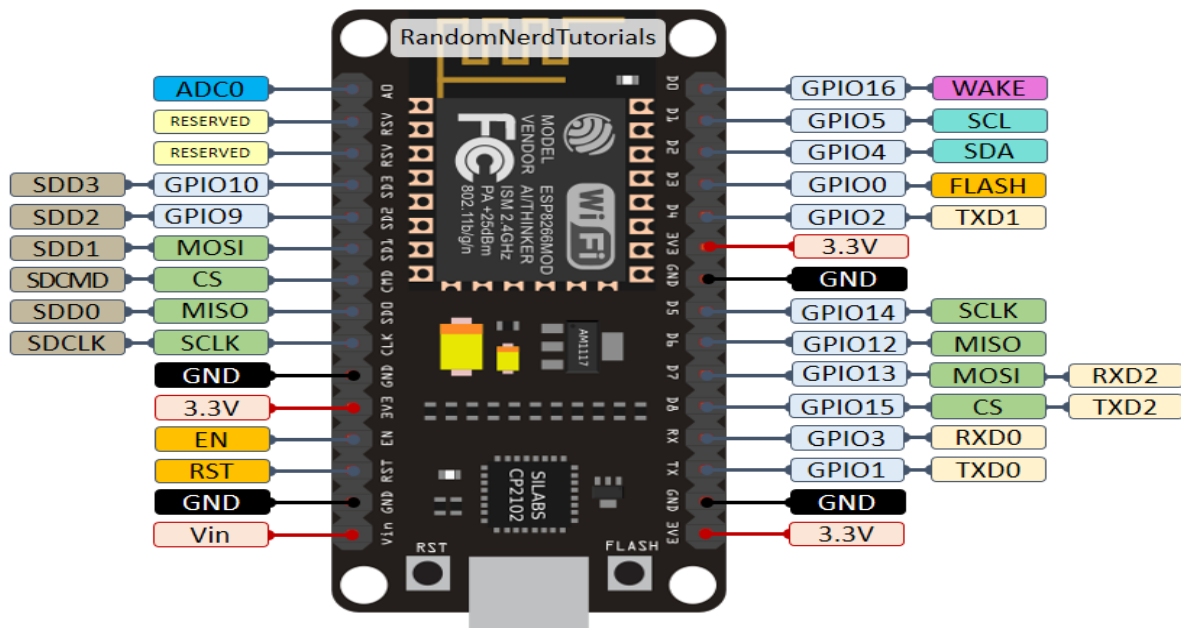 RandomNerdTutorials
ADC0 A0 D0 GPIO16 WAKE
RESERVED RSV D1 GPIO5 SCL
RESERVED RSV D2 GPIO4 SDA
SDD3 GPIO10 SD3 D3 GPIO0 FLASH
SDD2 GPIO9 SD2 D4 GPIO2 TXD1
SDD1 MOSI SD1 3V3 3.3V
SDCMD CS CMD GND GND
SDD0 MISO SD0 D5 GPIO14 SCLK
SDCLK SCLK CLK D6 GPIO12 MISO
GND GND D7 GPIO13 MOSI RXD2
3.3V 3V3 D8 GPIO15 CS TXD2
EN EN RX GPIO3 RXD0
RST RST TX GPIO1 TXD0
GND GND GND GND
Vin Vin 3V3 3.3V
MODEL ESP8266MOD
VENDOR AI/THINKER
ISM 2.4GHz
PA +25dBm
802.11b/g/n
FC
WiFi
AM1117
SILABS
CP2102
RST
FLASH